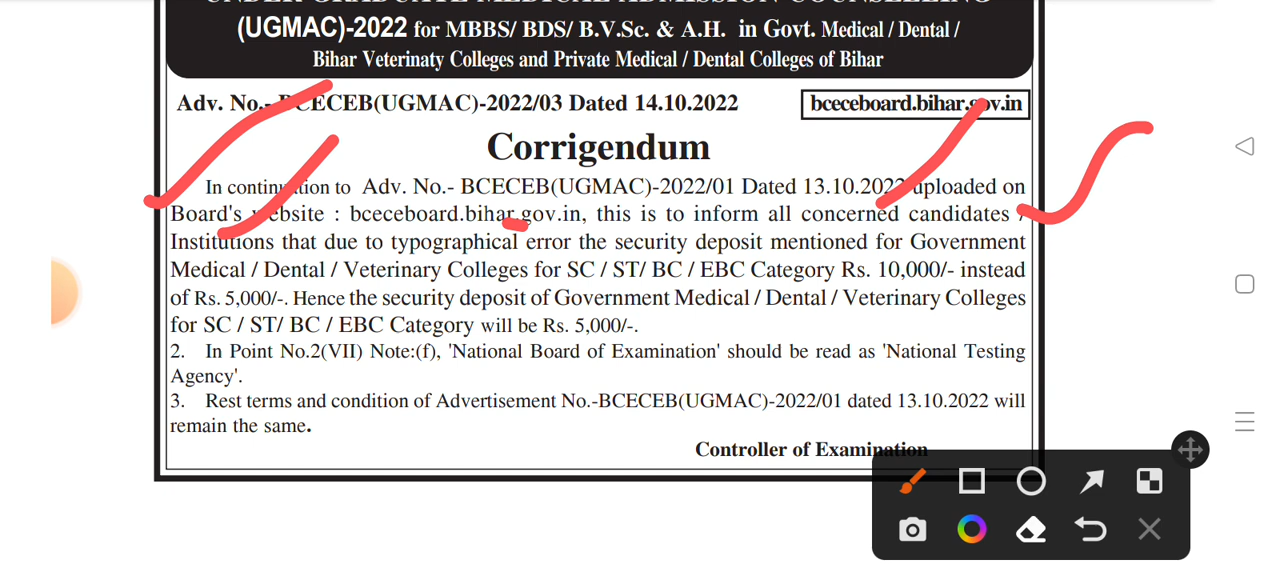 UNDER GRADUATE MEDICAL ADMISSION COUNSELLING
(UGMAC)-2022 for MBBS/ BDS/ B.V.Sc. & A.H. in Govt. Medical / Dental /
Bihar Veterinaty Colleges and Private Medical / Dental Colleges of Bihar
Adv. No.- BCECEB(UGMAC)-2022/03 Dated 14.10.2022 bceceboard.bihar.gov.in
Corrigendum
In continuation to Adv. No.- BCECEB(UGMAC)-2022/01 Dated 13.10.2022 uploaded on
Board's website : bceceboard.bihar.gov.in, this is to inform all concerned candidates /
Institutions that due to typographical error the security deposit mentioned for Government
Medical / Dental / Veterinary Colleges for SC / ST/ BC / EBC Category Rs. 10,000/- instead
of Rs. 5,000/-. Hence the security deposit of Government Medical / Dental / Veterinary Colleges
for SC / ST/ BC / EBC Category will be Rs. 5,000/-.
2. In Point No.2(VII) Note:(f), 'National Board of Examination' should be read as 'National Testing
Agency'.
3. Rest terms and condition of Advertisement No.-BCECEB(UGMAC)-2022/01 dated 13.10.2022 will
remain the same.
Controller of Examination